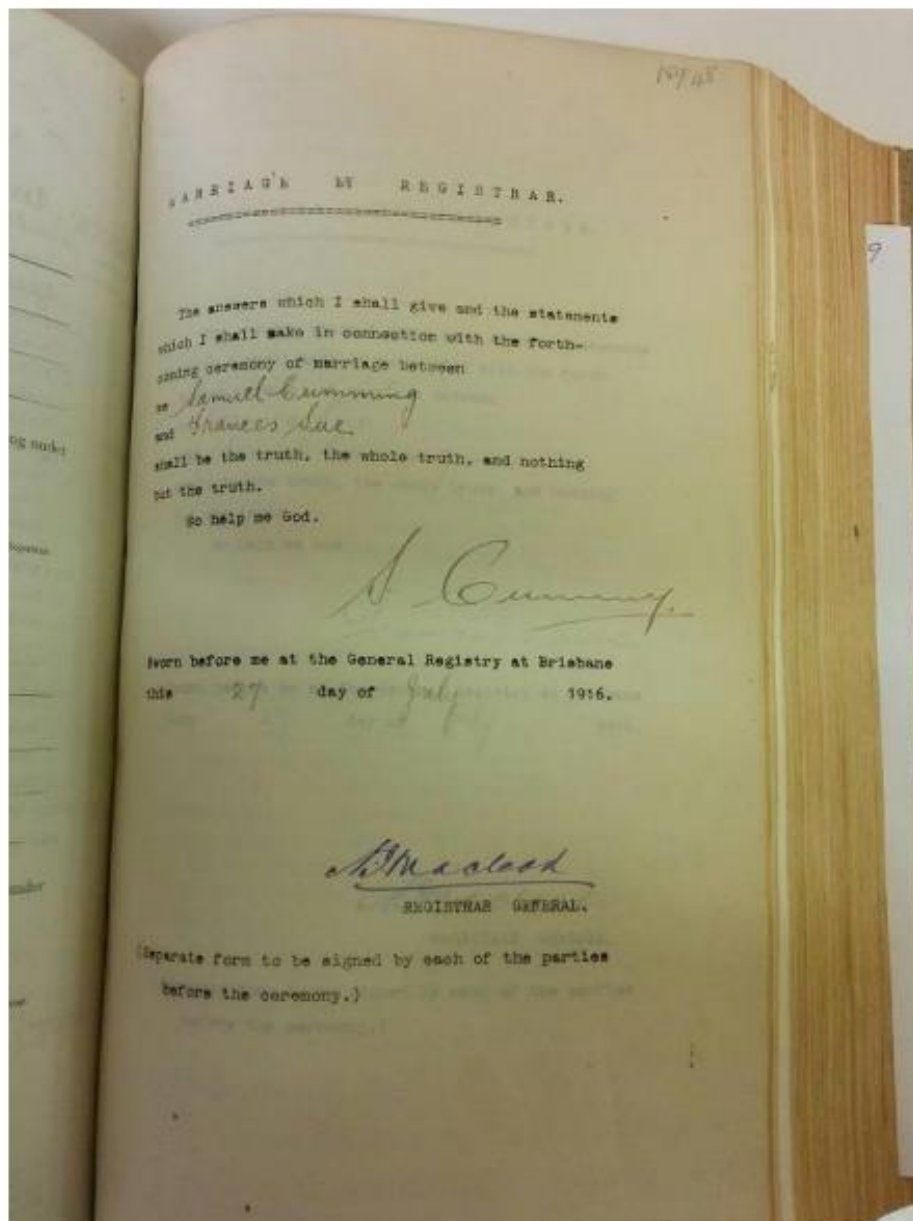 MARRIAGE BY REGISTRAR.
The answers which I shall give and the statements
which I shall make in connection with the forth-
coming ceremony of marriage between
me Samuel Cumming
and Frances Sue
shall be the truth, the whole truth, and nothing
but the truth.
So help me God.
S Cumming.
Sworn before me at the General Registry at Brisbane
this 27 day of July 1916.
Macleod
REGISTRAR GENERAL.
(Separate form to be signed by each of the parties
before the ceremony.)
9